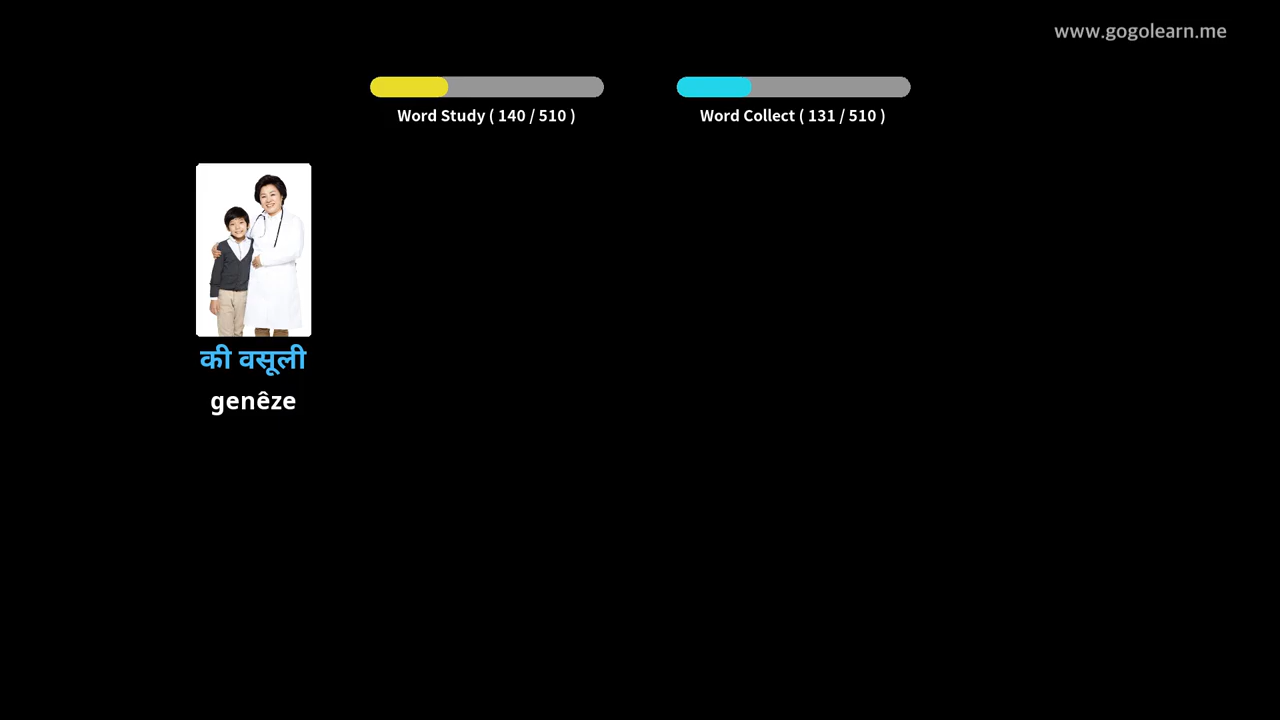 www.gogolearn.me
Word Study ( 140 / 510 )
Word Collect ( 131 / 510 )
की वसूली
genêze